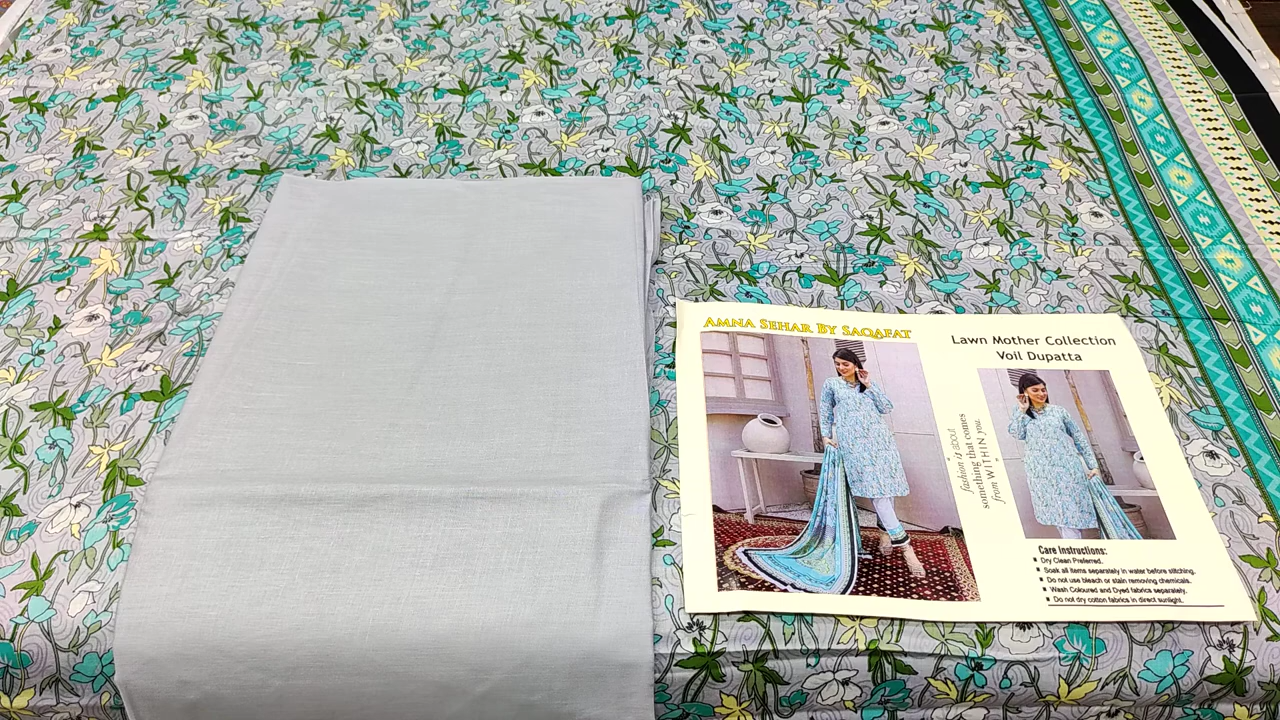 AMNA SEHAR BY SAQAFAT
Lawn Mother Collection
Voil Dupatta
fashion is about
something that comes
from WITHIN you
Care Instructions:
Dry Clean Preferred.
Soak all items separately in water before stitching.
Do not use bleach or stain removing chemicals.
Wash Coloured and Dyed fabrics separately.
Do not dry cotton fabrics in direct sunlight.